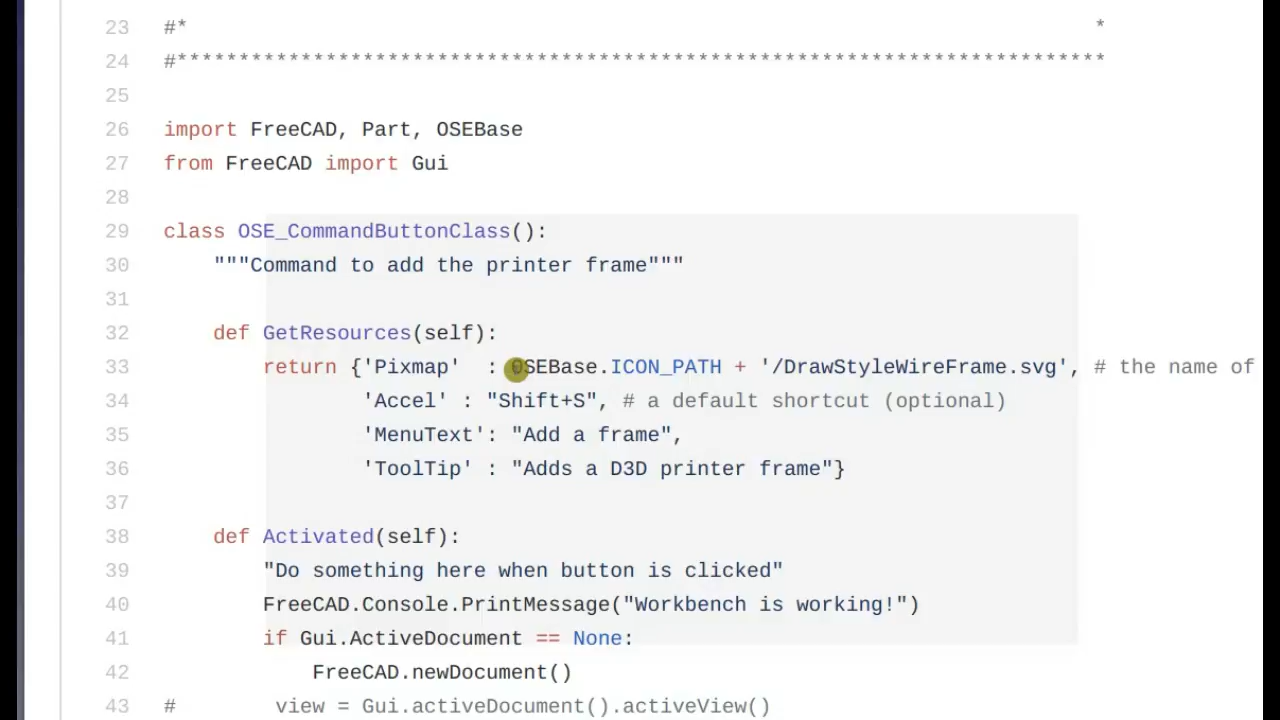 23 #* *
24 #***************************************************************************
25
26 import FreeCAD, Part, OSEBase
27 from FreeCAD import Gui
28
29 class OSE_CommandButtonClass():
30 """Command to add the printer frame"""
31
32 def GetResources(self):
33 return {'Pixmap' : OSEBase.ICON_PATH + '/DrawStyleWireFrame.svg', # the name of
34 'Accel' : "Shift+S", # a default shortcut (optional)
35 'MenuText': "Add a frame",
36 'ToolTip' : "Adds a D3D printer frame"}
37
38 def Activated(self):
39 "Do something here when button is clicked"
40 FreeCAD.Console.PrintMessage("Workbench is working!")
41 if Gui.ActiveDocument == None:
42 FreeCAD.newDocument()
43 # view = Gui.activeDocument().activeView()